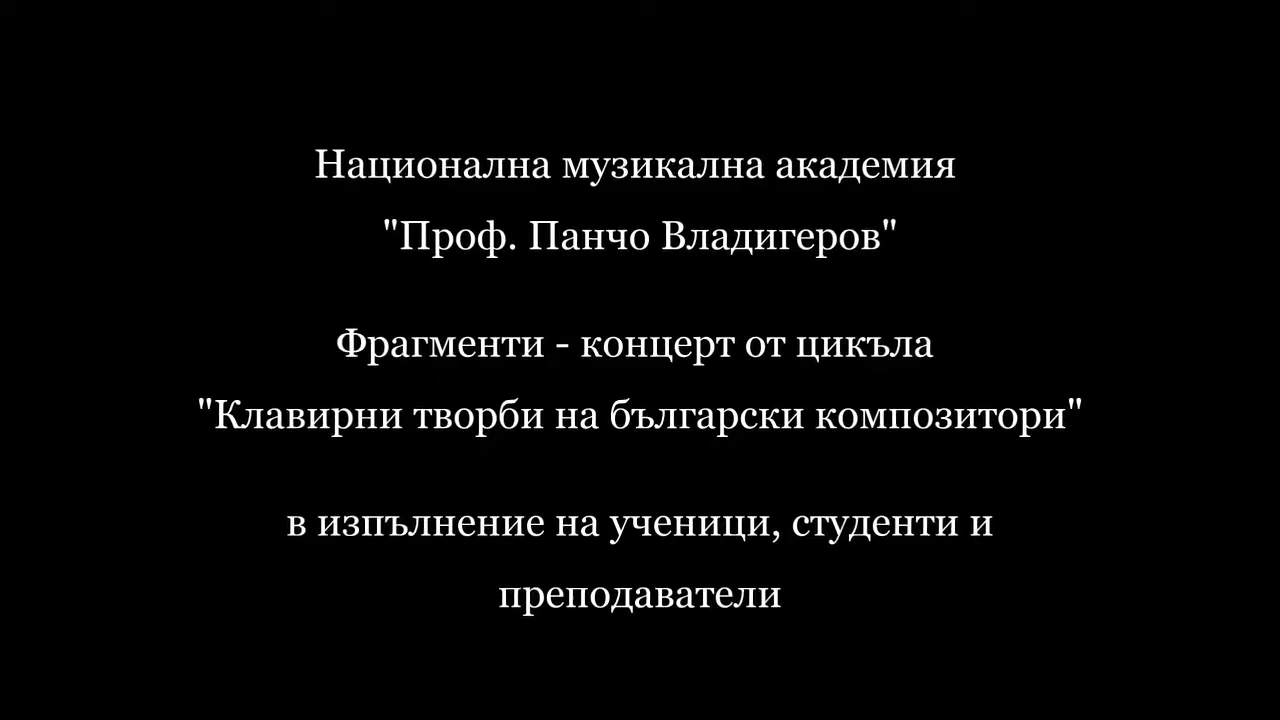 Национална музикална академия
"Проф. Панчо Владигеров"
Фрагменти - концерт от цикъла
"Клавирни творби на български композитори"
в изпълнение на ученици, студенти и
преподаватели